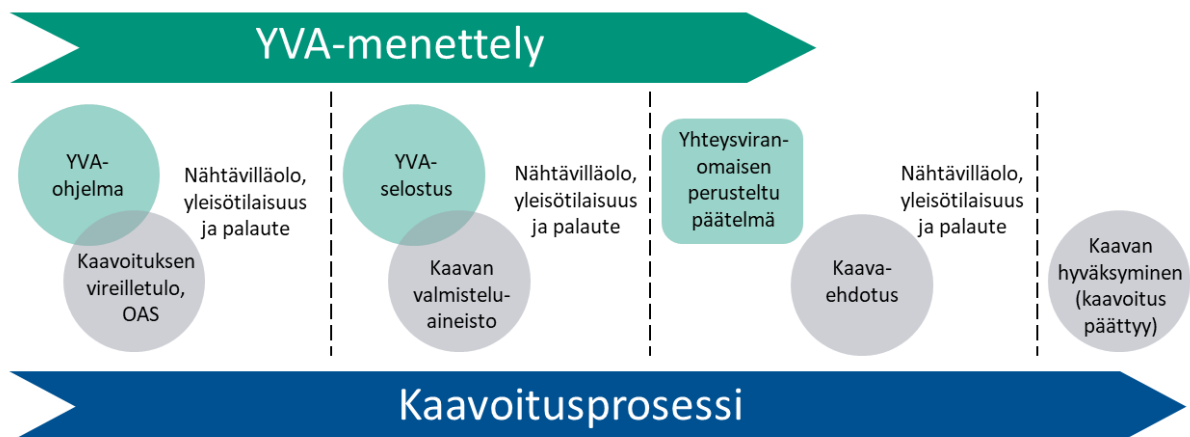 YVA-menettely
YVA-
ohjelma
Kaavoituksen
vireilletulo,
OAS
Nähtävilläolo,
yleisötilaisuus
ja palaute
YVA-
selostus
Kaavan
valmistelu-
aineisto
Nähtävilläolo,
yleisötilaisuus
ja palaute
Yhteysviran-
omaisen
perusteltu
päätelmä
Kaava-
ehdotus
Nähtävilläolo,
yleisötilaisuus
ja palaute
Kaavan
hyväksyminen
(kaavoitus
päättyy)
Kaavoitusprosessi